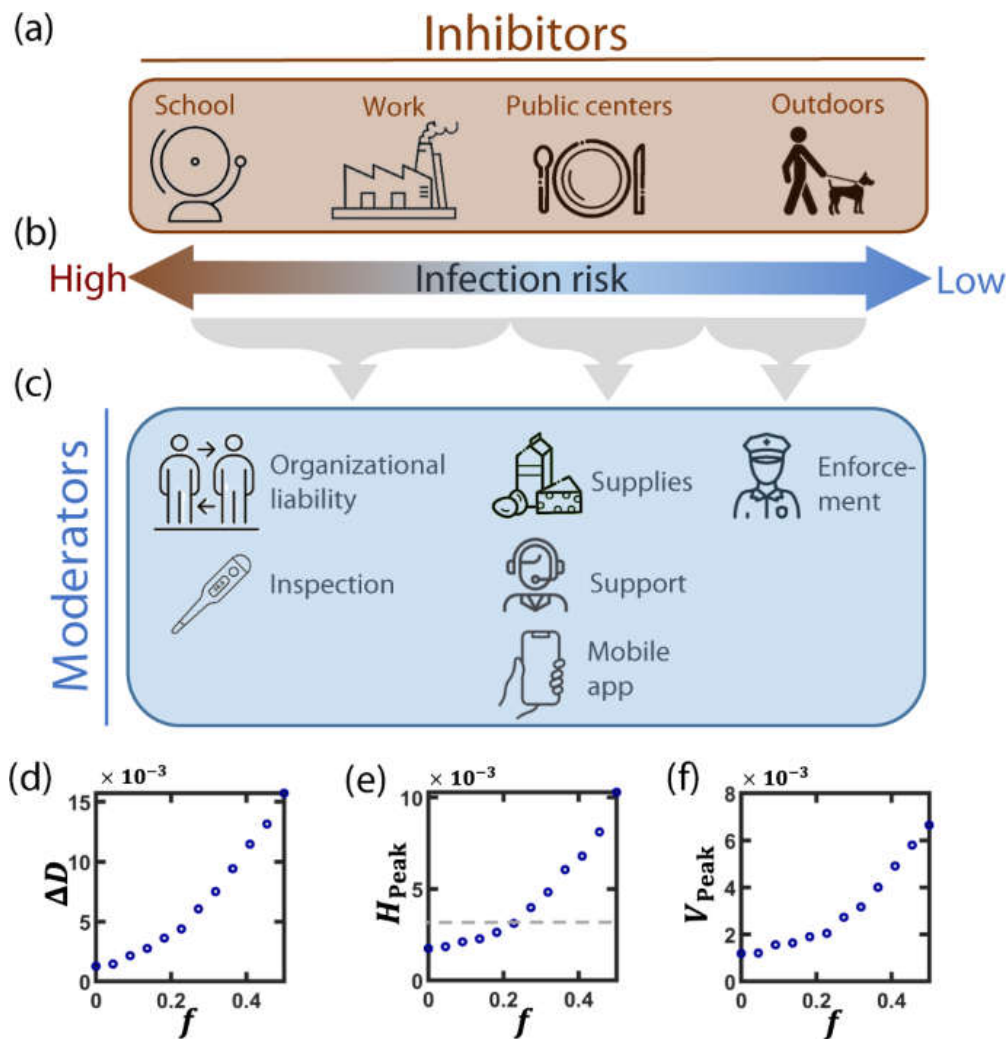 (a)
Inhibitors
School Work Public centers Outdoors
(b)
High Infection risk Low
(c)
Moderators
Organizational
liability
Supplies
Enforce-
ment
Inspection
Support
Mobile
app
(d)
× 10⁻³
15
10
5
0
ΔD
0 0.2 0.4
f
(e)
× 10⁻³
10
5
0
H_Peak
0 0.2 0.4
f
(f)
× 10⁻³
8
6
4
2
0
V_Peak
0 0.2 0.4
f